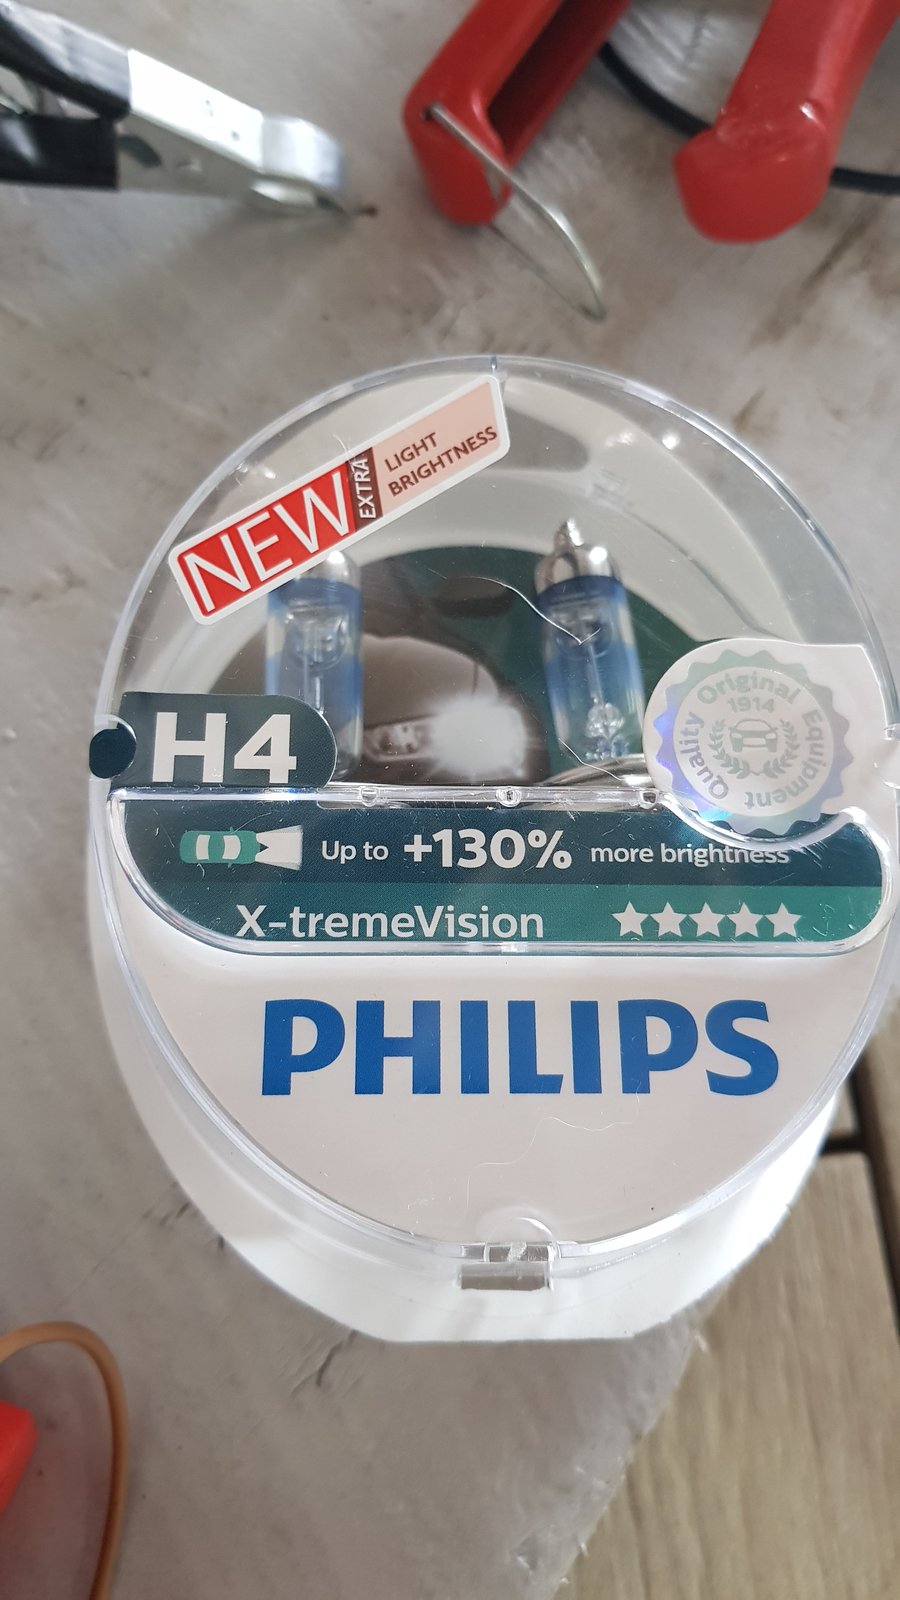 NEW EXTRA LIGHT
BRIGHTNESS
H4
Quality Original Equipment
1914
Up to +130% more brightness
X-tremeVision
PHILIPS